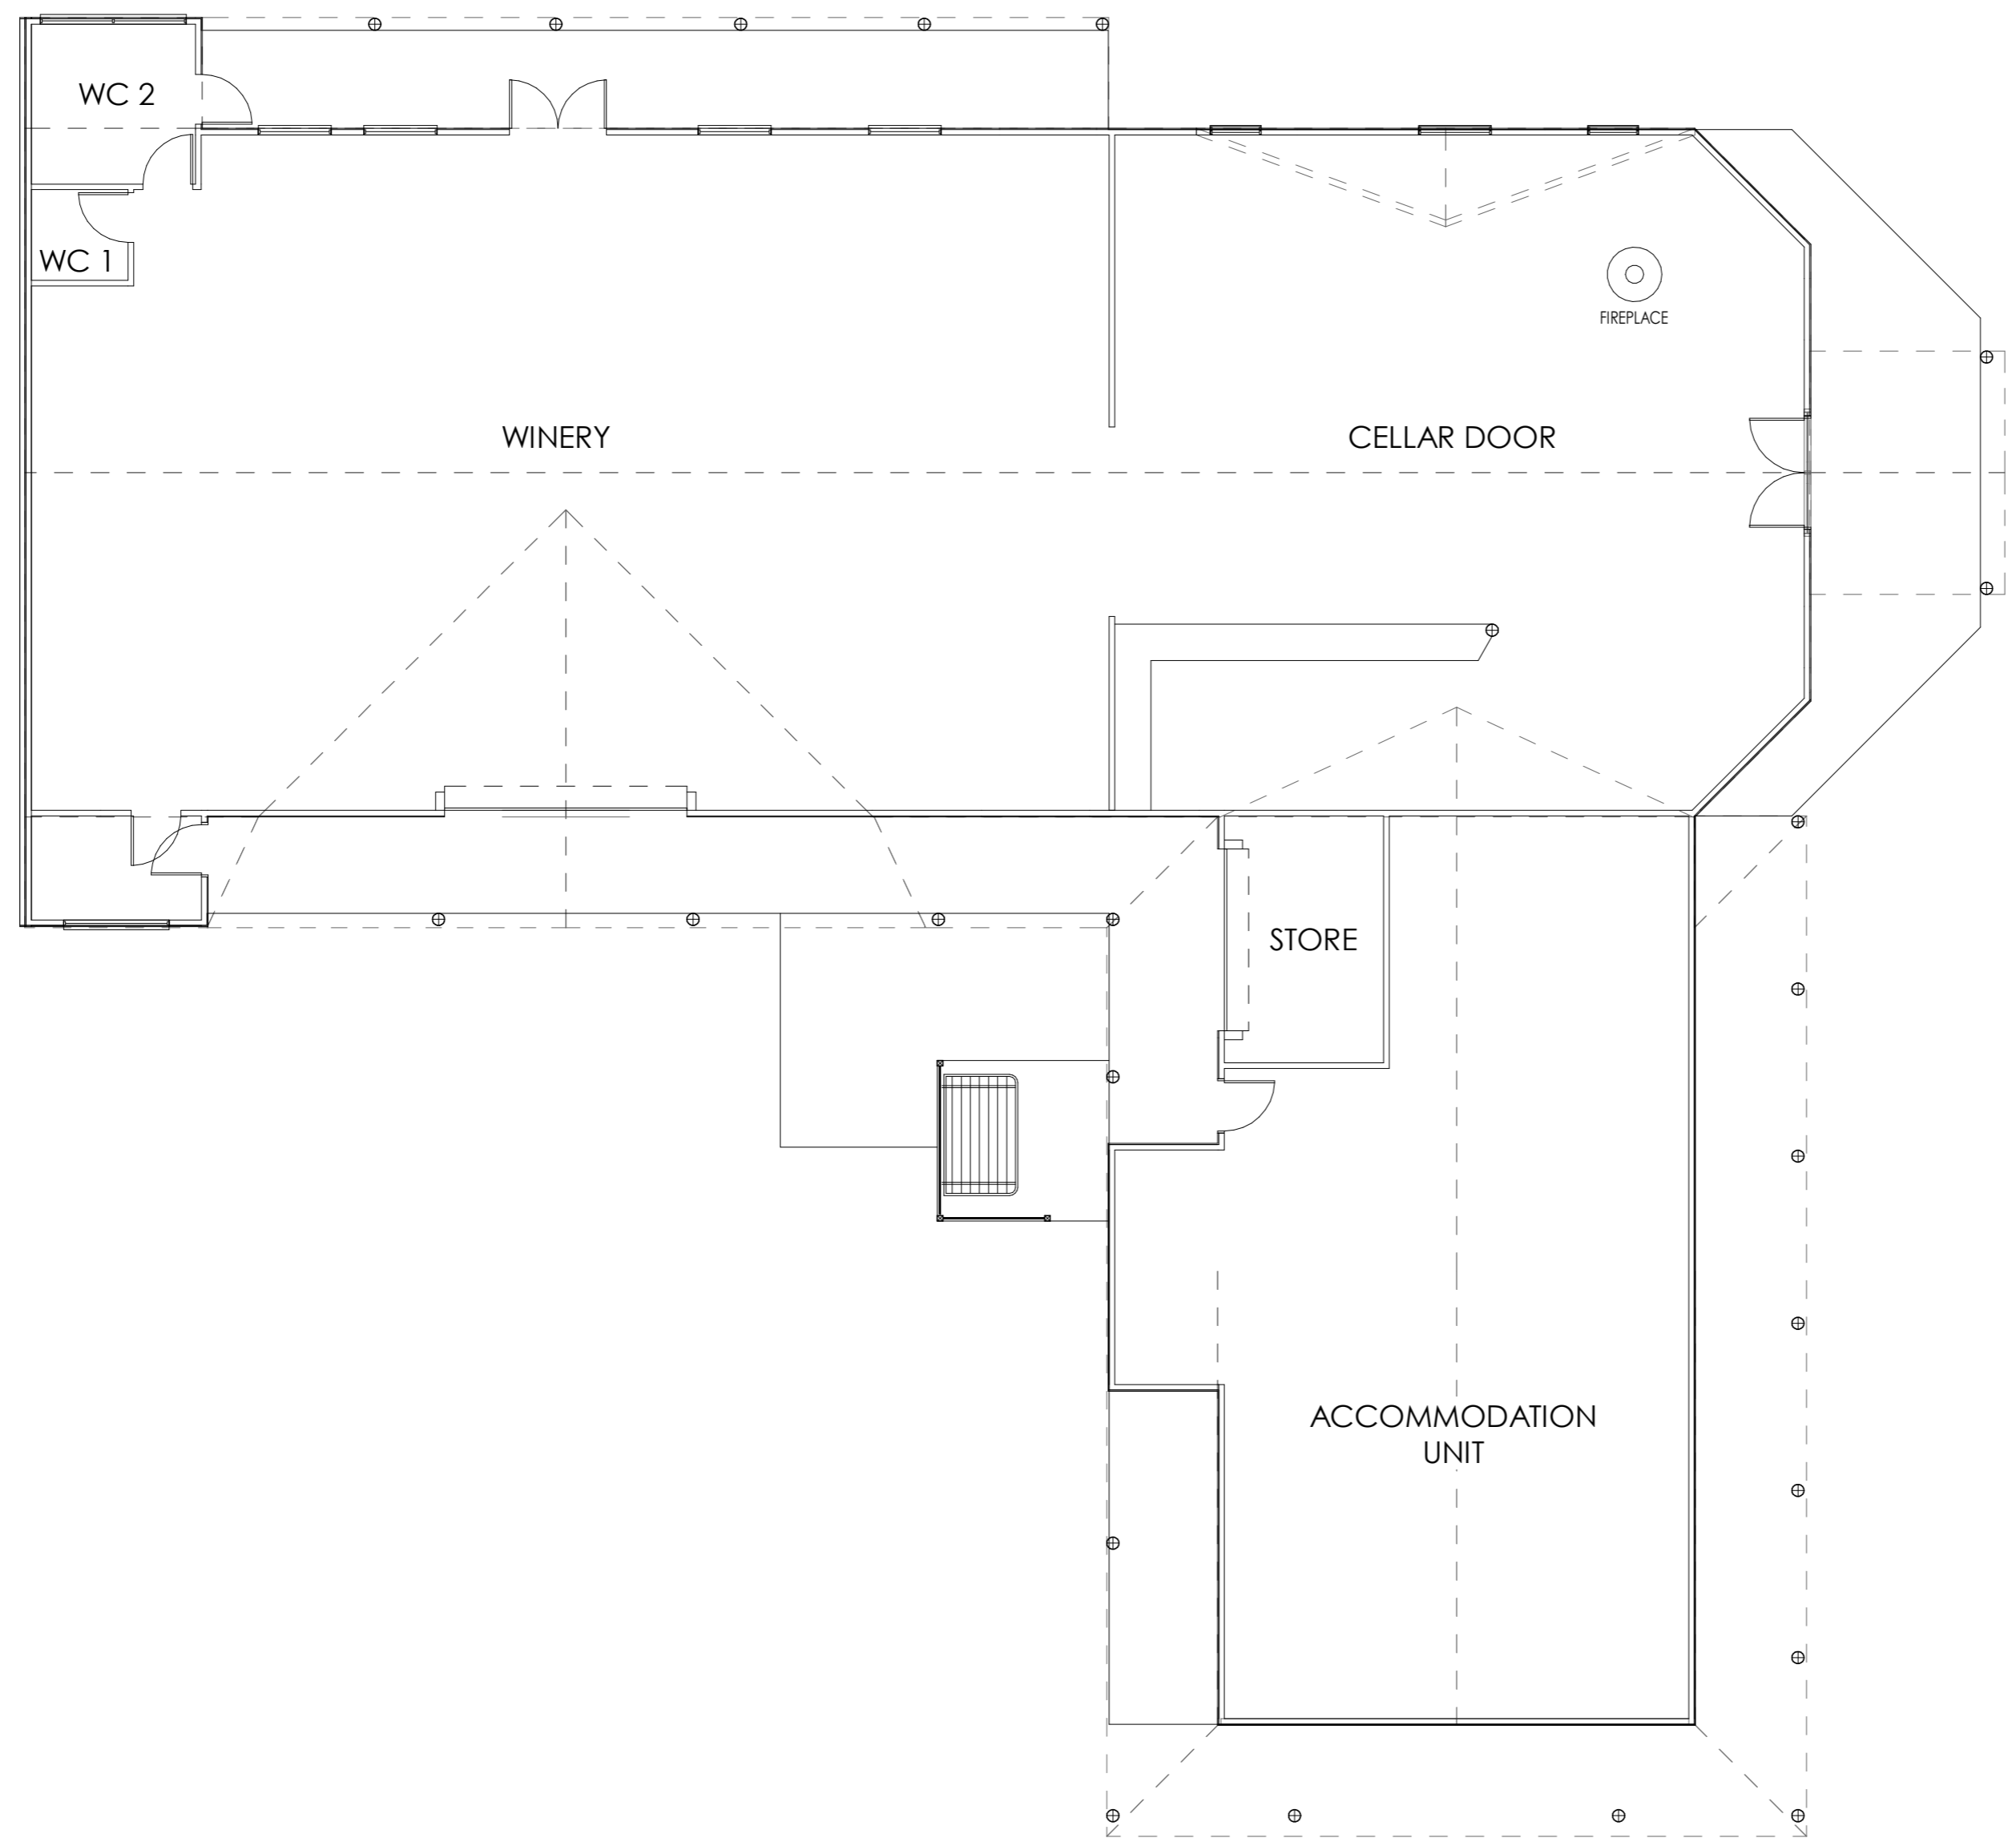 WC 2
WC 1
FIREPLACE
WINERY
CELLAR DOOR
STORE
ACCOMMODATION
UNIT